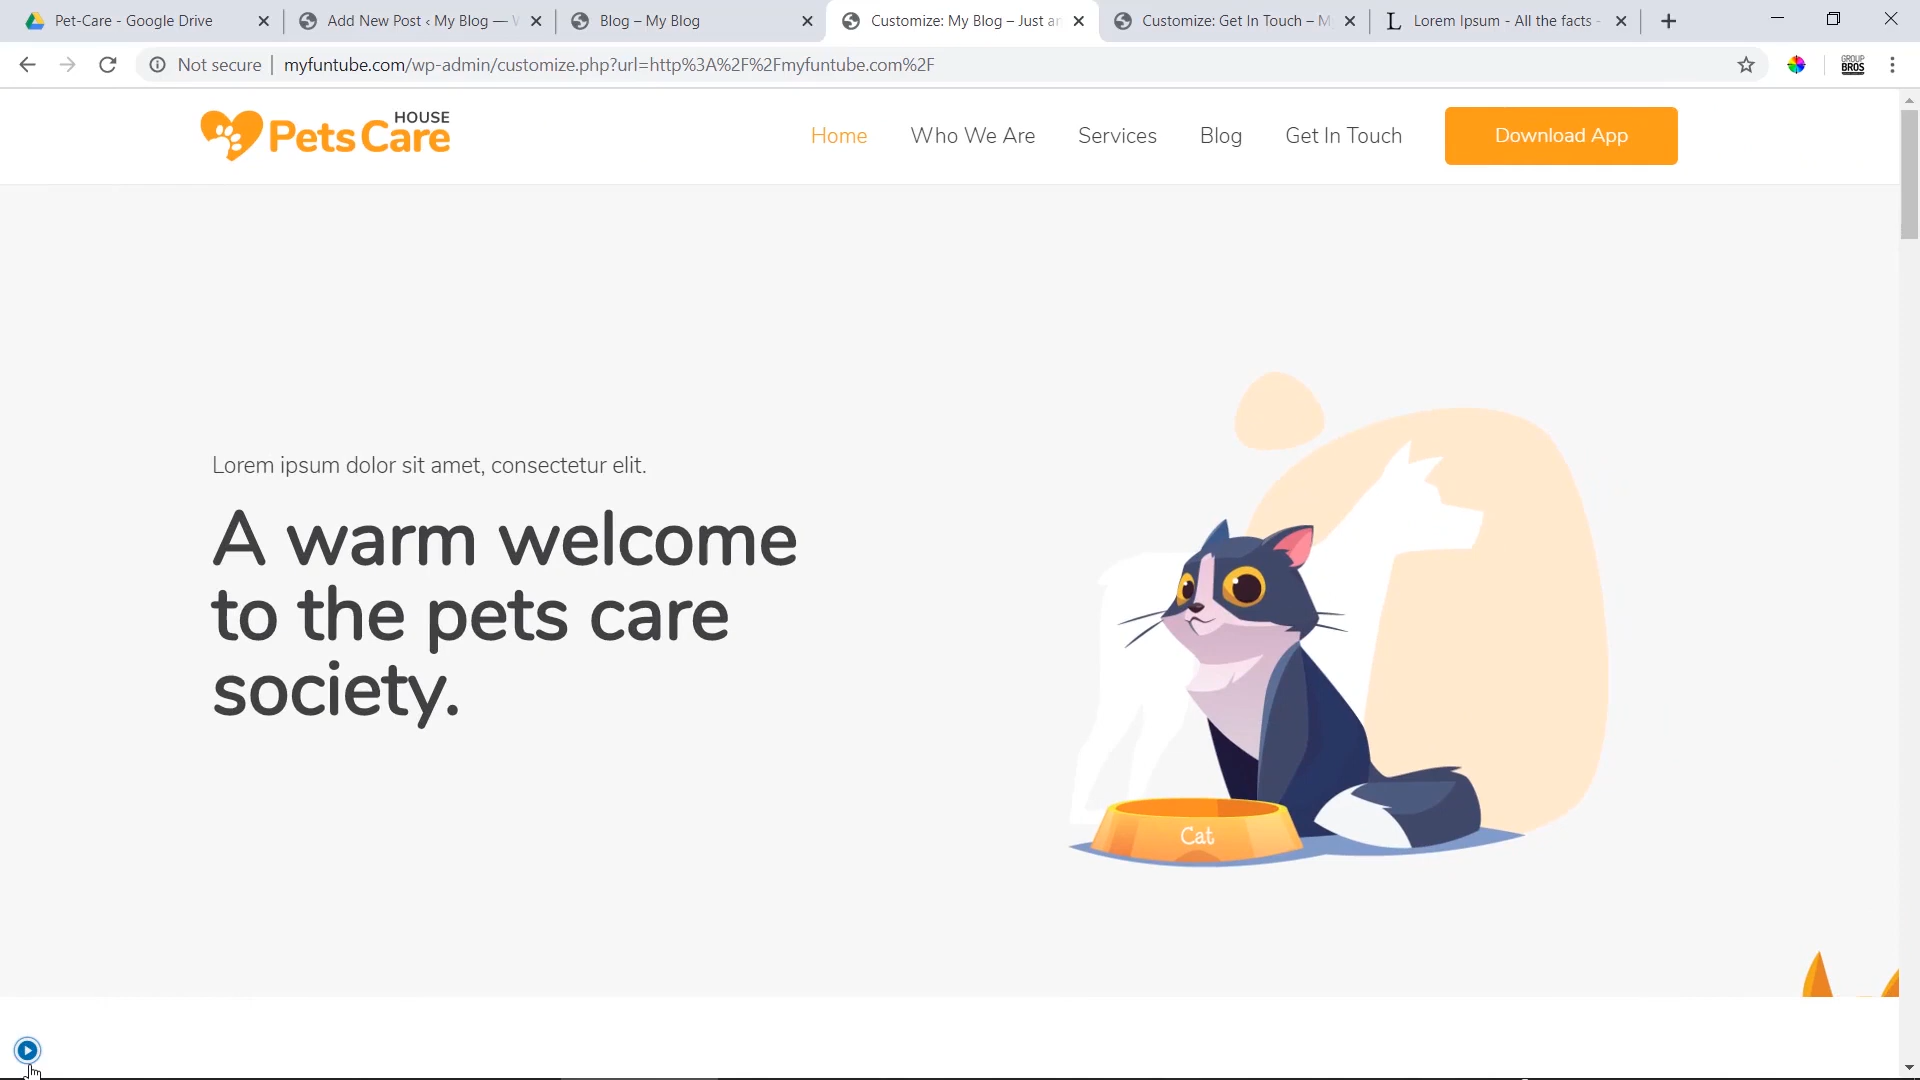 Pet-Care - Google Drive
Add New Post ‹ My Blog —
Blog – My Blog
Customize: My Blog – Just
Customize: Get In Touch –
Lorem Ipsum - All the facts -
Not secure
myfuntube.com/wp-admin/customize.php?url=http%3A%2F%2Fmyfuntube.com%2F
GROUP
BROS
HOUSE
Pets Care
Home
Who We Are
Services
Blog
Get In Touch
Download App
Lorem ipsum dolor sit amet, consectetur elit.
A warm welcome
to the pets care
society.
Cat